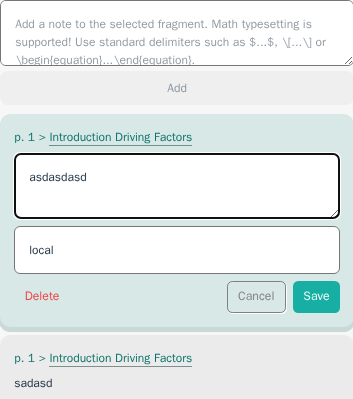 Add a note to the selected fragment. Math typesetting is
supported! Use standard delimiters such as $...$, \[...\] or
\begin{equation}...\end{equation}.
Add
p. 1 > Introduction Driving Factors
asdasdasd
local
Delete
Cancel
Save
p. 1 > Introduction Driving Factors
sadasd